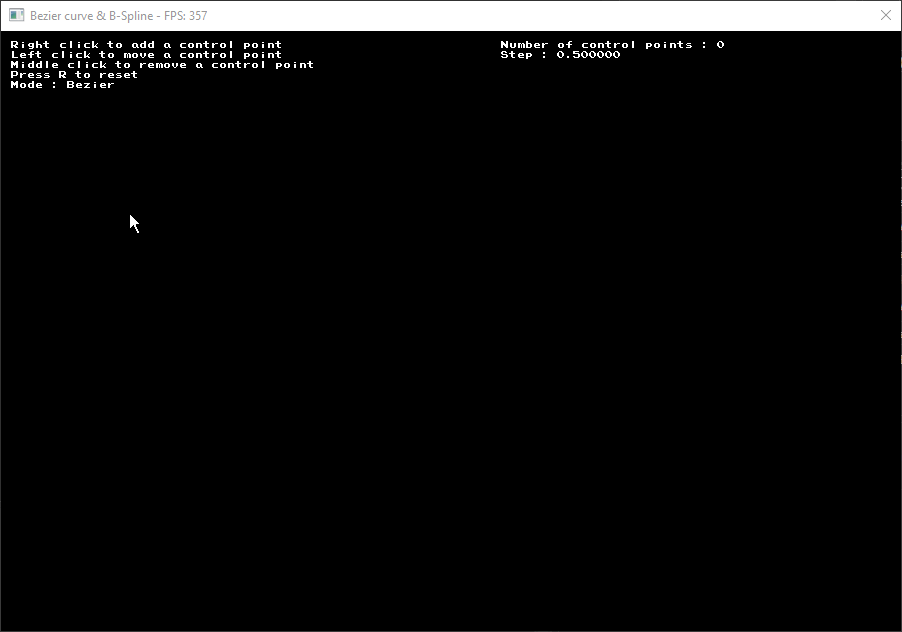 Bezier curve & B-Spline - FPS: 357
Right click to add a control point
Left click to move a control point
Middle click to remove a control point
Press R to reset
Mode : Bezier
Number of control points : 0
Step : 0.500000